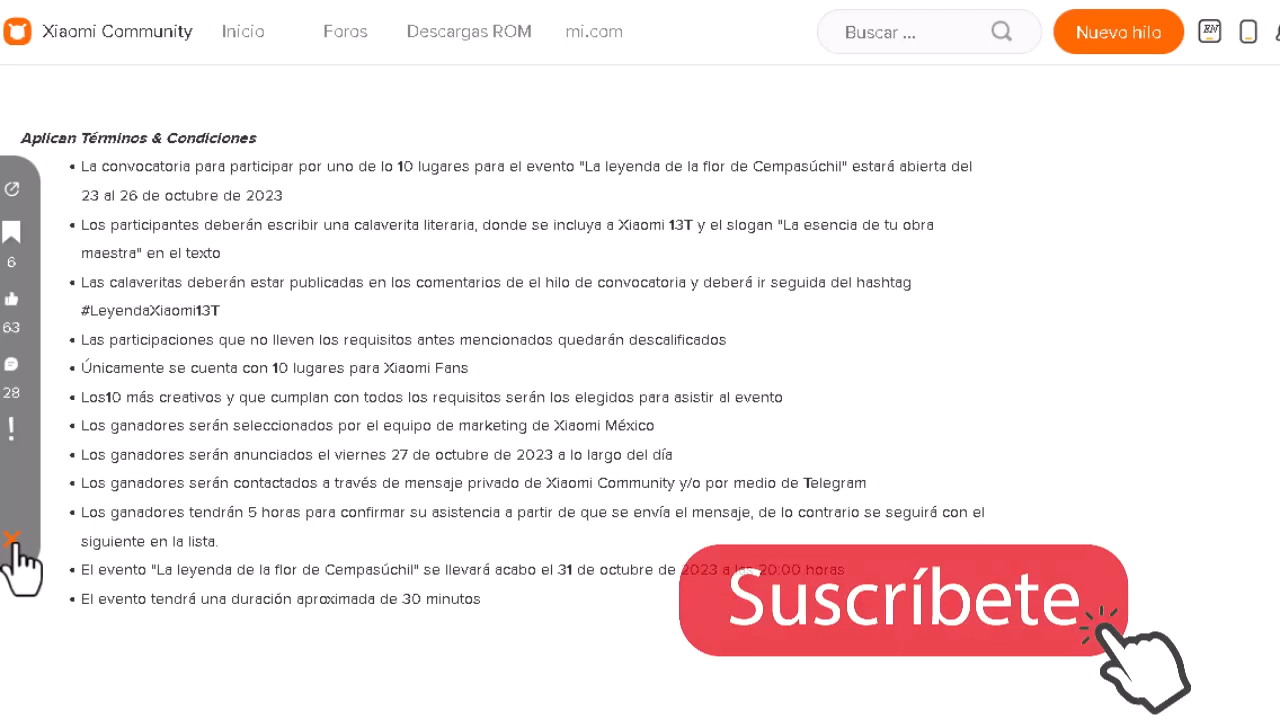 Xiaomi Community Inicio Foros Descargas ROM mi.com Buscar ... Nuevo hilo EN
Aplican Términos & Condiciones
• La convocatoria para participar por uno de lo 10 lugares para el evento "La leyenda de la flor de Cempasúchil" estará abierta del
23 al 26 de octubre de 2023
• Los participantes deberán escribir una calaverita literaria, donde se incluya a Xiaomi 13T y el slogan "La esencia de tu obra
maestra" en el texto
• Las calaveritas deberán estar publicadas en los comentarios de el hilo de convocatoria y deberá ir seguida del hashtag
#LeyendaXiaomi13T
• Las participaciones que no lleven los requisitos antes mencionados quedarán descalificados
• Únicamente se cuenta con 10 lugares para Xiaomi Fans
• Los10 más creativos y que cumplan con todos los requisitos serán los elegidos para asistir al evento
• Los ganadores serán seleccionados por el equipo de marketing de Xiaomi México
• Los ganadores serán anunciados el viernes 27 de octubre de 2023 a lo largo del día
• Los ganadores serán contactados a través de mensaje privado de Xiaomi Community y/o por medio de Telegram
• Los ganadores tendrán 5 horas para confirmar su asistencia a partir de que se envía el mensaje, de lo contrario se seguirá con el
siguiente en la lista.
• El evento "La leyenda de la flor de Cempasúchil" se llevará acabo el 31 de octubre de 2023 a las 20:00 horas
• El evento tendrá una duración aproximada de 30 minutos
6
63
28
Suscríbete